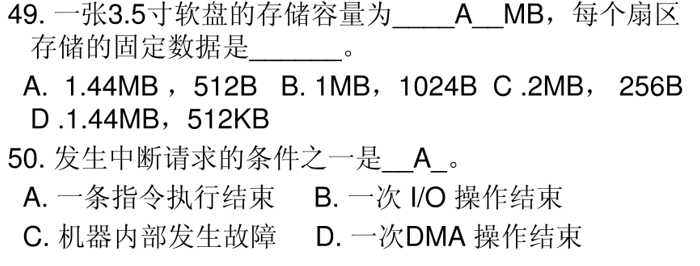 49. 一张3.5寸软盘的存储容量为____A__MB，每个扇区
存储的固定数据是______。
A. 1.44MB ，512B B. 1MB，1024B C .2MB， 256B
D .1.44MB，512KB
50. 发生中断请求的条件之一是__A_。
A. 一条指令执行结束 B. 一次 I/O 操作结束
C. 机器内部发生故障 D. 一次DMA 操作结束